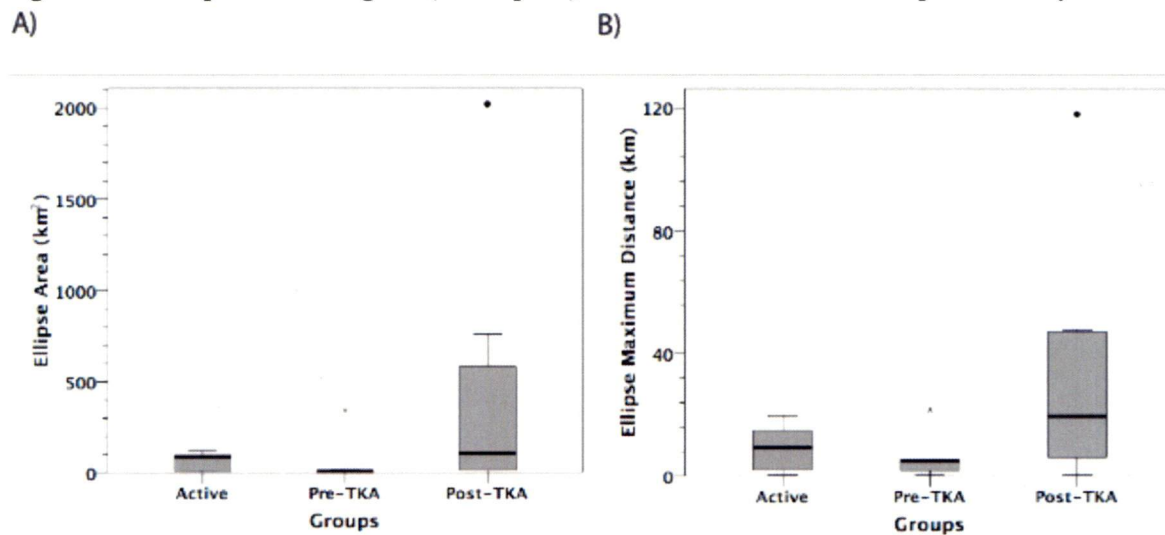 A)
B)
Ellipse Area (km²)
2000
1500
1000
500
0
Active
Pre-TKA
Post-TKA
Groups
Ellipse Maximum Distance (km)
120
80
40
0
Active
Pre-TKA
Post-TKA
Groups